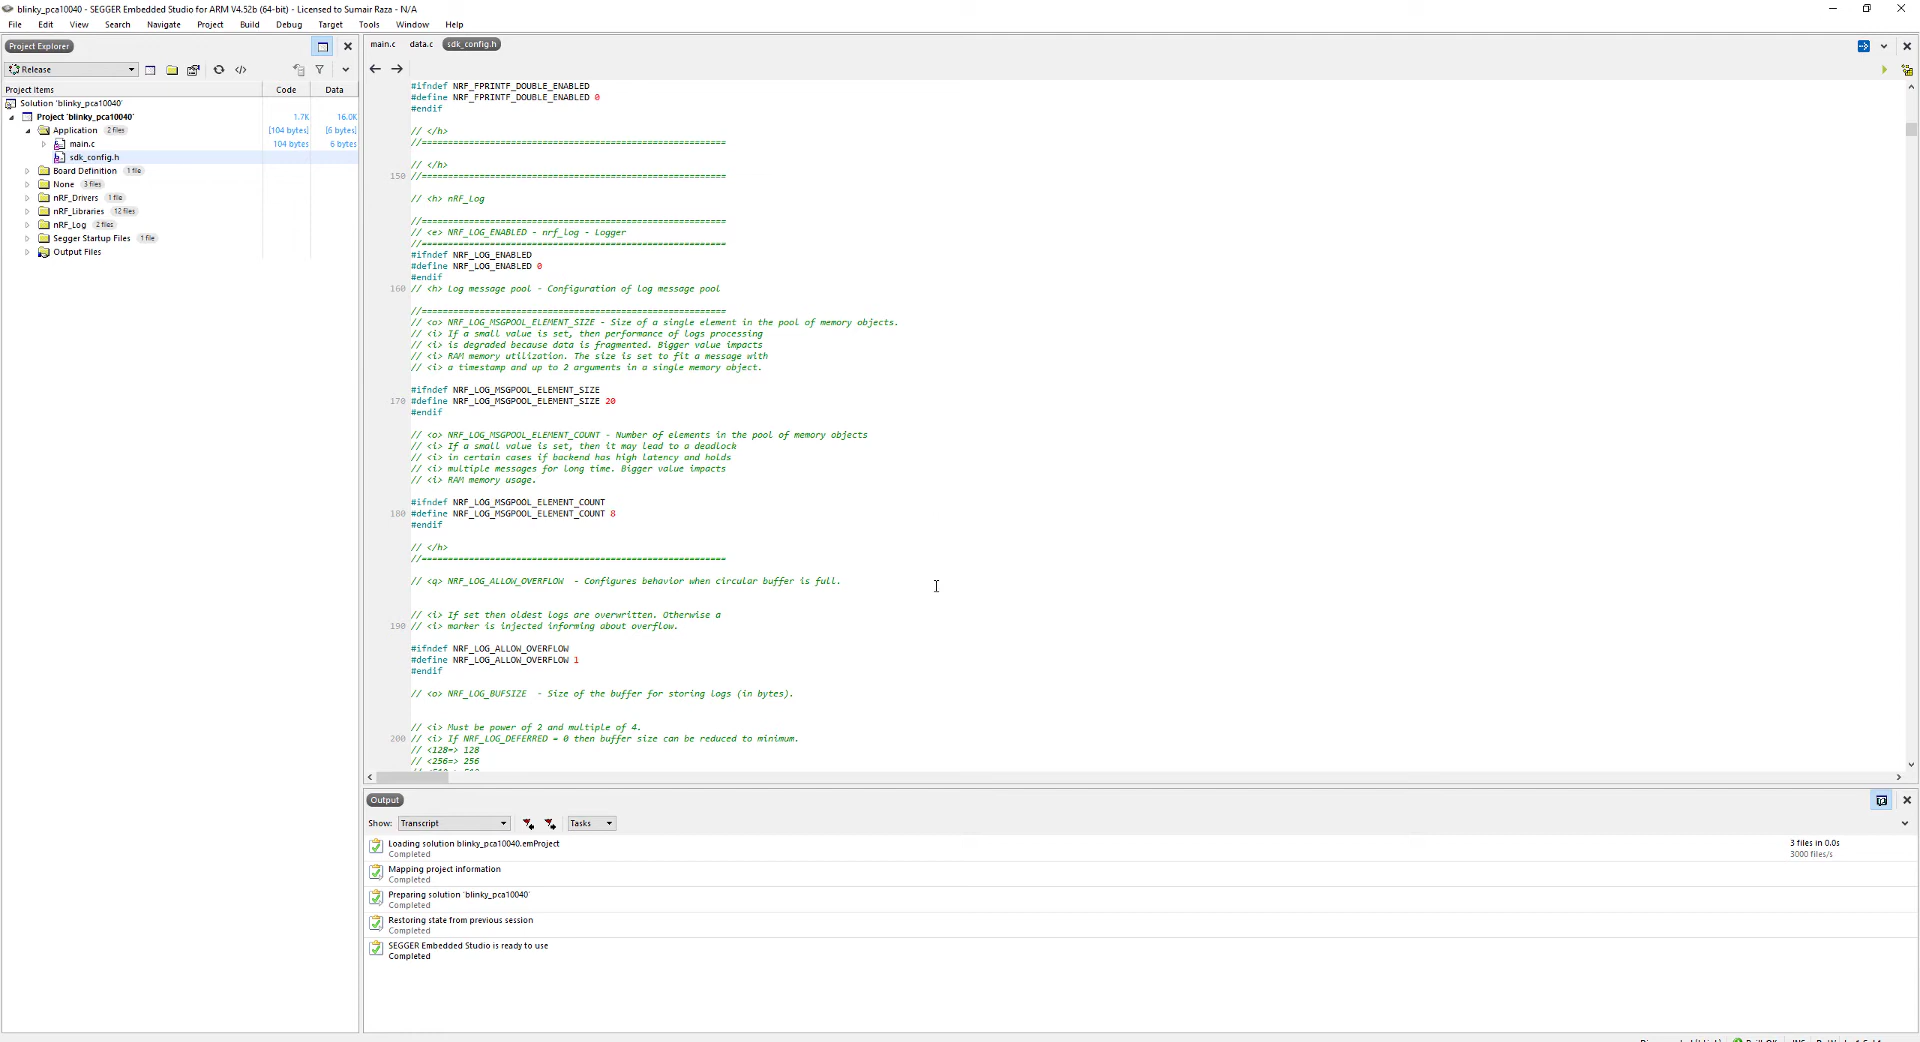 blinky_pca10040 - SEGGER Embedded Studio for ARM V4.52b (64-bit) - Licensed to Sumair Raza - N/A
File Edit View Search Navigate Project Build Debug Target Tools Window Help
Project Explorer
Release
Project Items Code Data
Solution 'blinky_pca10040'
Project 'blinky_pca10040' 1.7K 16.0K
Application 2 files [104 bytes] [6 bytes]
main.c 104 bytes 6 bytes
sdk_config.h
Board Definition 1 file
None 3 files
nRF_Drivers 1 file
nRF_Libraries 12 files
nRF_Log 2 files
Segger Startup Files 1 file
Output Files
main.c data.c sdk_config.h
#ifndef NRF_FPRINTF_DOUBLE_ENABLED
#define NRF_FPRINTF_DOUBLE_ENABLED 0
#endif
// </h>
//==========================================================
// </h>
150 //==========================================================
// <h> nRF_Log
//==========================================================
// <e> NRF_LOG_ENABLED - nrf_log - Logger
//==========================================================
#ifndef NRF_LOG_ENABLED
#define NRF_LOG_ENABLED 0
#endif
160 // <h> Log message pool - Configuration of log message pool
//==========================================================
// <o> NRF_LOG_MSGPOOL_ELEMENT_SIZE - Size of a single element in the pool of memory objects.
// <i> If a small value is set, then performance of logs processing
// <i> is degraded because data is fragmented. Bigger value impacts
// <i> RAM memory utilization. The size is set to fit a message with
// <i> a timestamp and up to 2 arguments in a single memory object.
#ifndef NRF_LOG_MSGPOOL_ELEMENT_SIZE
170 #define NRF_LOG_MSGPOOL_ELEMENT_SIZE 20
#endif
// <o> NRF_LOG_MSGPOOL_ELEMENT_COUNT - Number of elements in the pool of memory objects
// <i> If a small value is set, then it may lead to a deadlock
// <i> in certain cases if backend has high latency and holds
// <i> multiple messages for long time. Bigger value impacts
// <i> RAM memory usage.
#ifndef NRF_LOG_MSGPOOL_ELEMENT_COUNT
180 #define NRF_LOG_MSGPOOL_ELEMENT_COUNT 8
#endif
// </h>
//==========================================================
// <q> NRF_LOG_ALLOW_OVERFLOW  - Configures behavior when circular buffer is full.
// <i> If set then oldest logs are overwritten. Otherwise a
190 // <i> marker is injected informing about overflow.
#ifndef NRF_LOG_ALLOW_OVERFLOW
#define NRF_LOG_ALLOW_OVERFLOW 1
#endif
// <o> NRF_LOG_BUFSIZE  - Size of the buffer for storing logs (in bytes).
// <i> Must be power of 2 and multiple of 4.
200 // <i> If NRF_LOG_DEFERRED = 0 then buffer size can be reduced to minimum.
// <128=> 128
// <256=> 256
Output
Show: Transcript Tasks
Loading solution blinky_pca10040.emProject 3 files in 0.0s
Completed 3000 files/s
Mapping project information
Completed
Preparing solution 'blinky_pca10040'
Completed
Restoring state from previous session
Completed
SEGGER Embedded Studio is ready to use
Completed